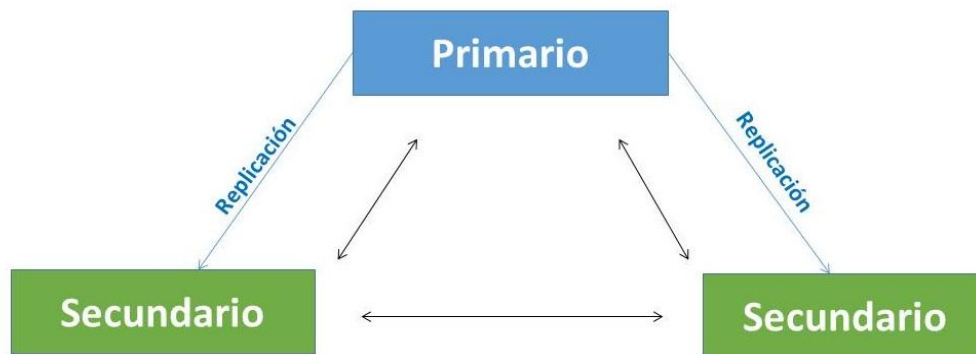 Primario
Replicación
Replicación
Secundario
Secundario